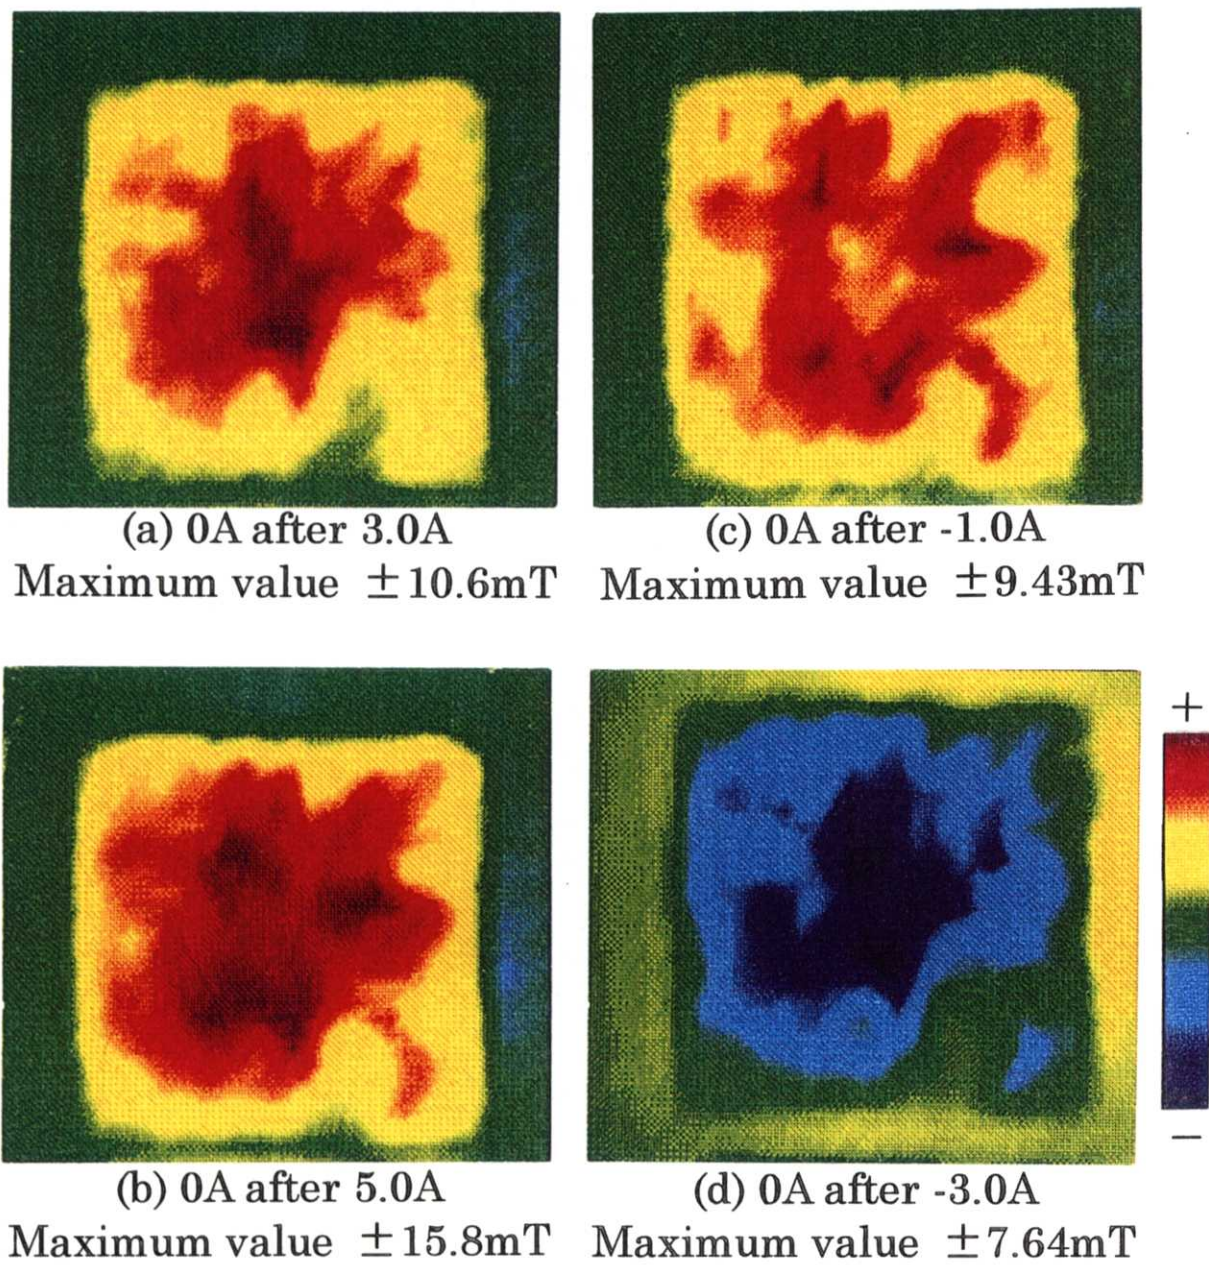 (a) 0A after 3.0A
Maximum value ±10.6mT
(c) 0A after -1.0A
Maximum value ±9.43mT
+
−
(b) 0A after 5.0A
Maximum value ±15.8mT
(d) 0A after -3.0A
Maximum value ±7.64mT